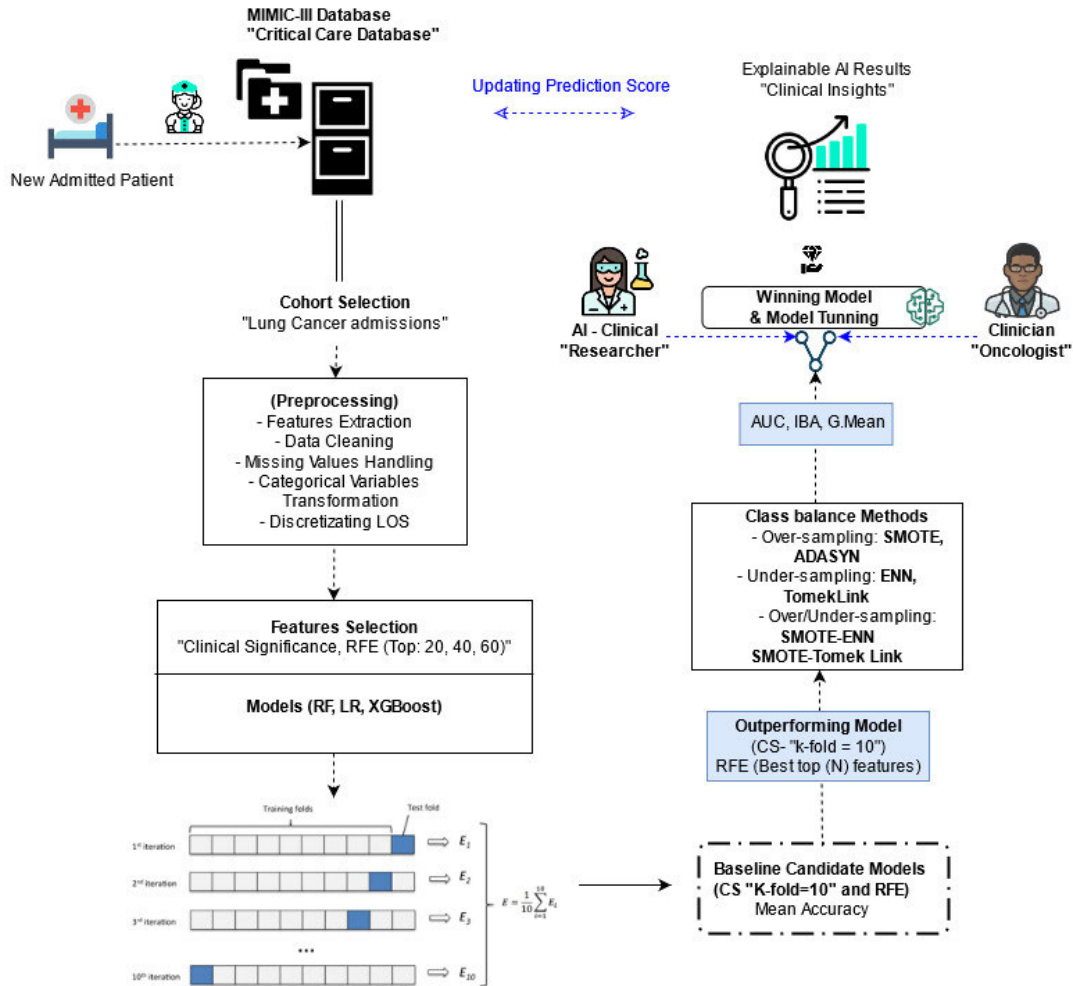 MIMIC-III Database
"Critical Care Database"
New Admitted Patient
Updating Prediction Score
Explainable AI Results
"Clinical Insights"
Cohort Selection
"Lung Cancer admissions"
AI - Clinical
"Researcher"
Winning Model
& Model Tunning
Clinician
"Oncologist"
(Preprocessing)
- Features Extraction
- Data Cleaning
- Missing Values Handling
- Categorical Variables
Transformation
- Discretizating LOS
AUC, IBA, G.Mean
Class balance Methods
- Over-sampling: SMOTE,
ADASYN
- Under-sampling: ENN,
TomekLink
- Over/Under-sampling:
SMOTE-ENN
SMOTE-Tomek Link
Features Selection
"Clinical Significance, RFE (Top: 20, 40, 60)"
Models (RF, LR, XGBoost)
Outperforming Model
(CS- "k-fold = 10")
RFE (Best top (N) features)
Training folds
Test fold
1st iteration
E1
2nd iteration
E2
3rd iteration
E3
...
10th iteration
E10
E = 1/10 10∑i=1 Ei
Baseline Candidate Models
(CS "K-fold=10" and RFE)
Mean Accuracy